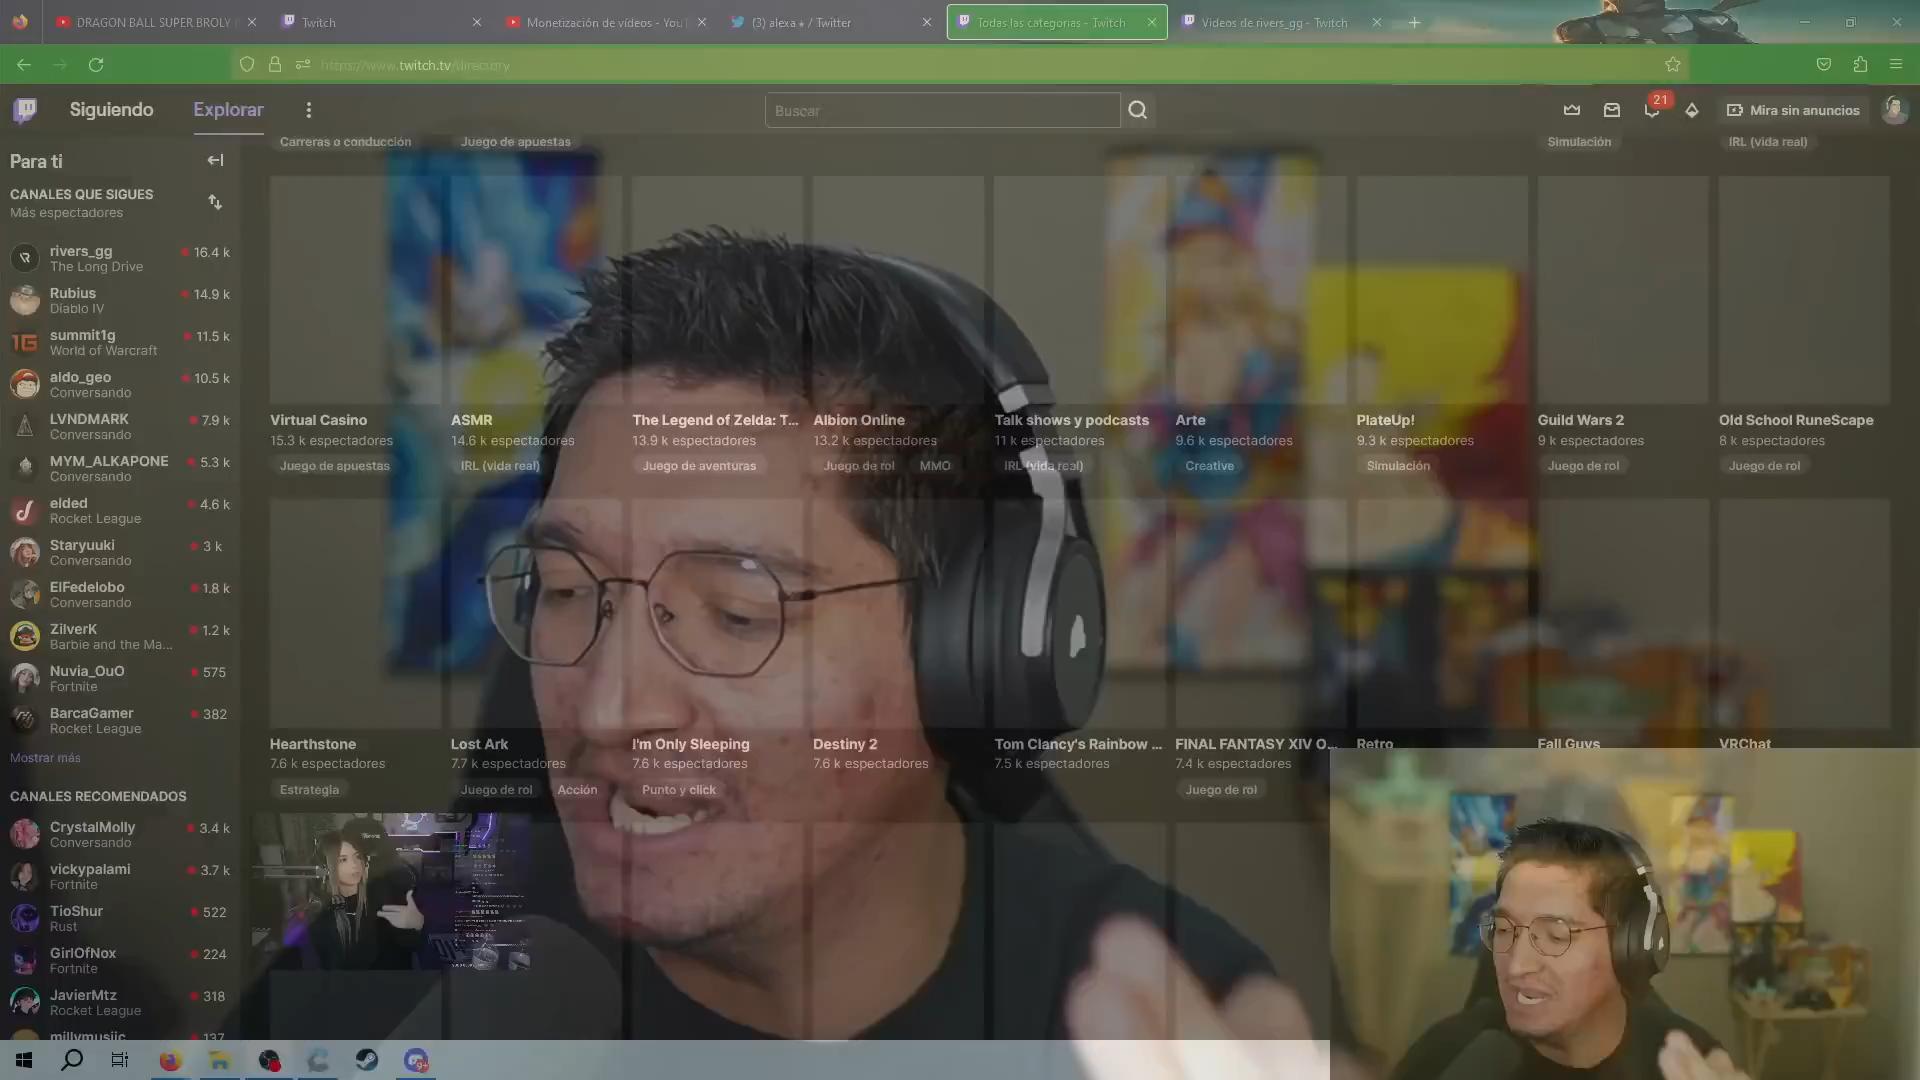 DRAGON BALL SUPER BROLY
Twitch
Monetización de vídeos - YouT
(3) alexa / Twitter
Todas las categorías - Twitch
Videos de rivers_gg - Twitch
https://www.twitch.tv/directory
Siguiendo
Explorar
Buscar
21
Mira sin anuncios
Carreras o conducción
Juego de apuestas
Simulación
IRL (vida real)
Para ti
CANALES QUE SIGUES
Más espectadores
rivers_gg
16.4 k
The Long Drive
Rubius
14.9 k
Diablo IV
summit1g
11.5 k
World of Warcraft
aldo_geo
10.5 k
Conversando
LVNDMARK
7.9 k
Conversando
MYM_ALKAPONE
5.3 k
Conversando
elded
4.6 k
Rocket League
Staryuuki
3 k
Conversando
ElFedelobo
1.8 k
Conversando
ZilverK
1.2 k
Barbie and the Ma...
Nuvia_OuO
575
Fortnite
BarcaGamer
382
Rocket League
Mostrar más
CANALES RECOMENDADOS
CrystalMolly
3.4 k
Conversando
vickypalami
3.7 k
Fortnite
TioShur
522
Rust
GirlOfNox
224
Fortnite
JavierMtz
318
Rocket League
millymusiic
137
Virtual Casino
15.3 k espectadores
Juego de apuestas
ASMR
14.6 k espectadores
IRL (vida real)
The Legend of Zelda: T...
13.9 k espectadores
Juego de aventuras
Albion Online
13.2 k espectadores
Juego de rol
MMO
Talk shows y podcasts
11 k espectadores
IRL (vida real)
Arte
9.6 k espectadores
Creative
PlateUp!
9.3 k espectadores
Simulación
Guild Wars 2
9 k espectadores
Juego de rol
Old School RuneScape
8 k espectadores
Juego de rol
Hearthstone
7.6 k espectadores
Estrategia
Lost Ark
7.7 k espectadores
Juego de rol
Acción
I'm Only Sleeping
7.6 k espectadores
Punto y click
Destiny 2
7.6 k espectadores
Tom Clancy's Rainbow ...
7.5 k espectadores
FINAL FANTASY XIV O...
7.4 k espectadores
Juego de rol
Retro
Fall Guys
VRChat
9+